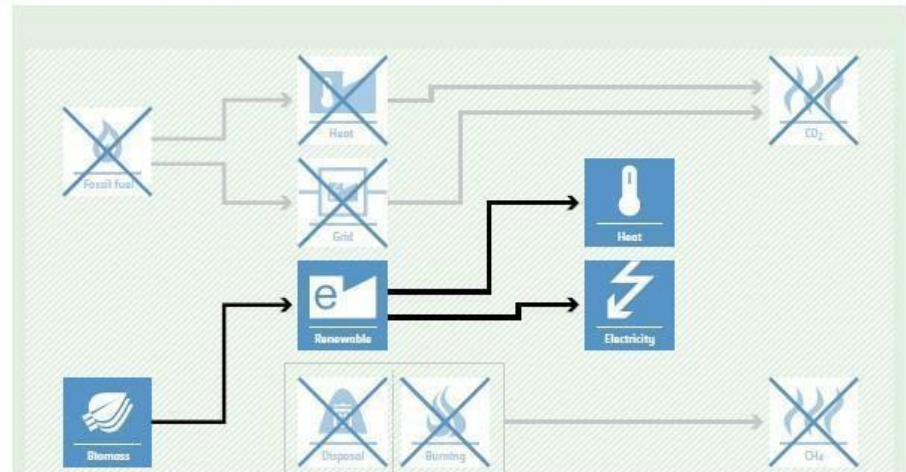 Heat
CO₂
Fossil fuel
Grid
Heat
e
Renewable
Electricity
Biomass
Disposal
Burning
CH₄